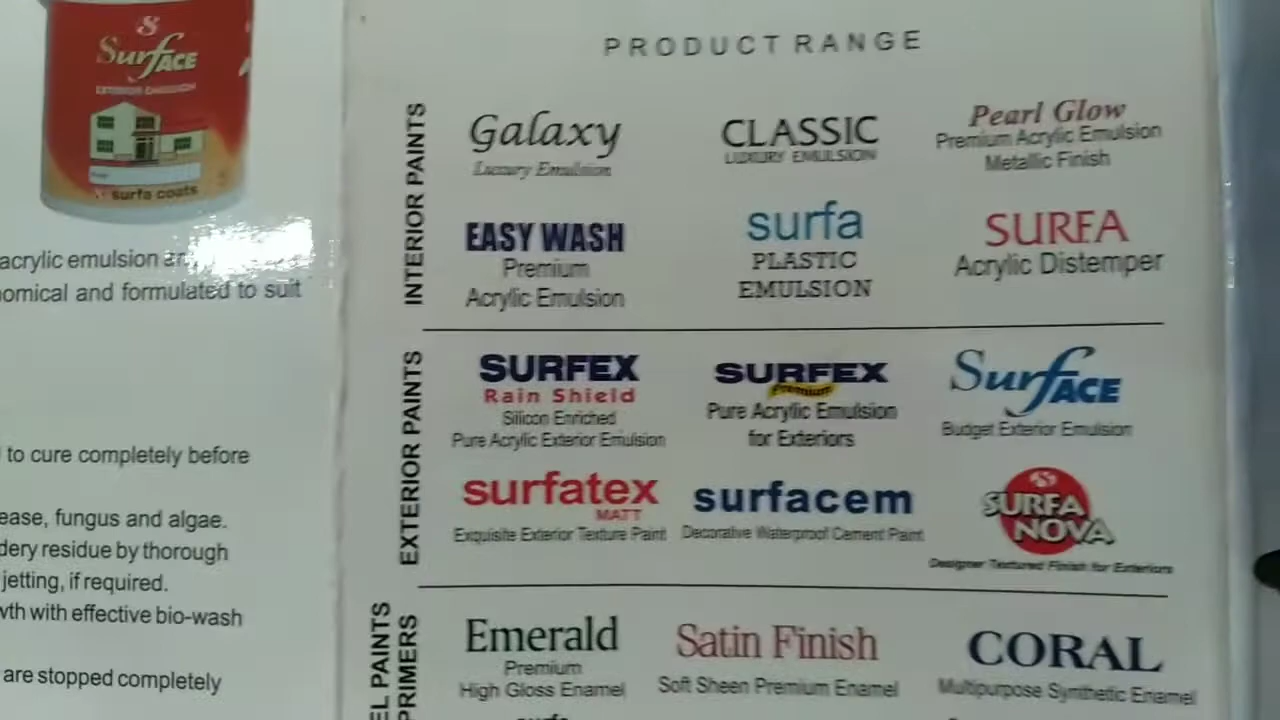 S
SurfACE
EXTERIOR EMULSION
surfa coats
acrylic emulsion
nomical and formulated to suit
to cure completely before
ease, fungus and algae.
dery residue by thorough
jetting, if required.
wth with effective bio-wash
are stopped completely
PRODUCT RANGE
INTERIOR PAINTS
Galaxy
Luxury Emulsion
CLASSIC
LUXURY EMULSION
Pearl Glow
Premium Acrylic Emulsion
Metallic Finish
EASY WASH
Premium
Acrylic Emulsion
surfa
PLASTIC
EMULSION
SURFA
Acrylic Distemper
EXTERIOR PAINTS
SURFEX
Rain Shield
Silicon Enriched
Pure Acrylic Exterior Emulsion
SURFEX
Premium
Pure Acrylic Emulsion
for Exteriors
SurfACE
Budget Exterior Emulsion
surfatex
MATT
Exquisite Exterior Texture Paint
surfacem
Decorative Waterproof Cement Paint
S
SURFA
NOVA
Designer Textured Finish for Exteriors
EL PAINTS
PRIMERS
Emerald
Premium
High Gloss Enamel
Satin Finish
Soft Sheen Premium Enamel
CORAL
Multipurpose Synthetic Enamel